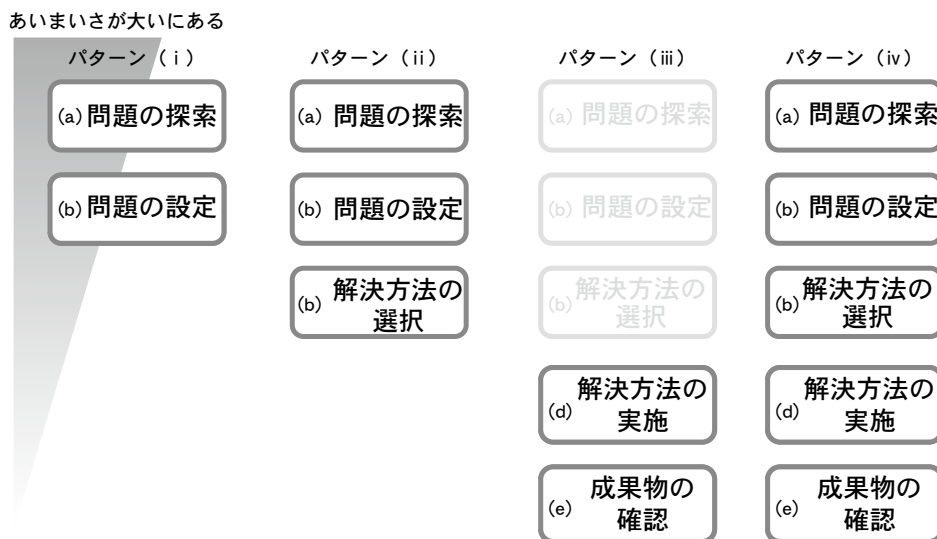 あいまいさが大いにある
パターン（ⅰ）
パターン（ⅱ）
パターン（ⅲ）
パターン（ⅳ）
(a) 問題の探索
(a) 問題の探索
(a) 問題の探索
(a) 問題の探索
(b) 問題の設定
(b) 問題の設定
(b) 問題の設定
(b) 問題の設定
(b) 解決方法の
選択
(b) 解決方法の
選択
(b) 解決方法の
選択
(d) 解決方法の
実施
(d) 解決方法の
実施
(e) 成果物の
確認
(e) 成果物の
確認